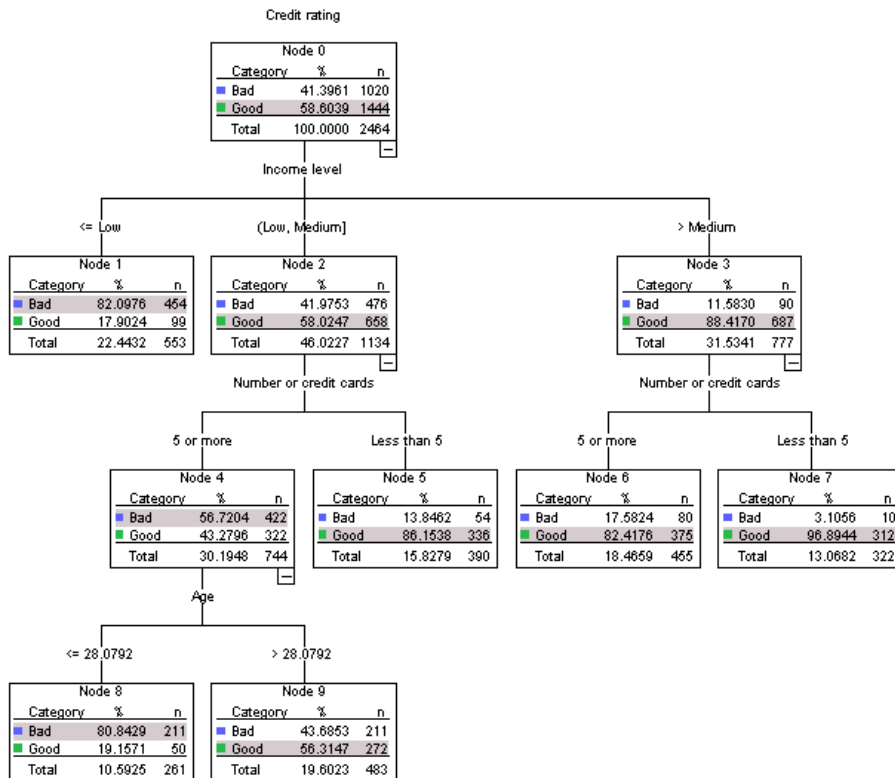 Credit rating
Node 0
Category % n
Bad 41.3961 1020
Good 58.6039 1444
Total 100.0000 2464
Income level
<= Low
(Low, Medium]
> Medium
Node 1
Category % n
Bad 82.0976 454
Good 17.9024 99
Total 22.4432 553
Node 2
Category % n
Bad 41.9753 476
Good 58.0247 658
Total 46.0227 1134
Node 3
Category % n
Bad 11.5830 90
Good 88.4170 687
Total 31.5341 777
Number or credit cards
Number or credit cards
5 or more
Less than 5
5 or more
Less than 5
Node 4
Category % n
Bad 56.7204 422
Good 43.2796 322
Total 30.1948 744
Node 5
Category % n
Bad 13.8462 54
Good 86.1538 336
Total 15.8279 390
Node 6
Category % n
Bad 17.5824 80
Good 82.4176 375
Total 18.4659 455
Node 7
Category % n
Bad 3.1056 10
Good 96.8944 312
Total 13.0682 322
Age
<= 28.0792
> 28.0792
Node 8
Category % n
Bad 80.8429 211
Good 19.1571 50
Total 10.5925 261
Node 9
Category % n
Bad 43.6853 211
Good 56.3147 272
Total 19.6023 483